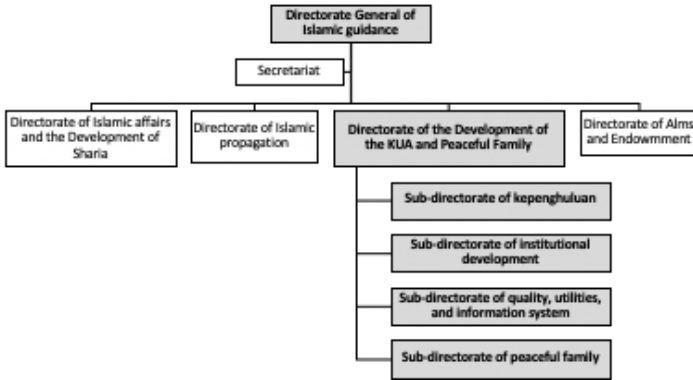 Directorate General of
Islamic guidance
Secretariat
Directorate of Islamic affairs
and the Development of
Sharia
Directorate of Islamic
propagation
Directorate of the Development of
the KUA and Peaceful Family
Directorate of Alms
and Endowmment
Sub-directorate of kepenghuluan
Sub-directorate of institutional
development
Sub-directorate of quality, utilities,
and information system
Sub-directorate of peaceful family